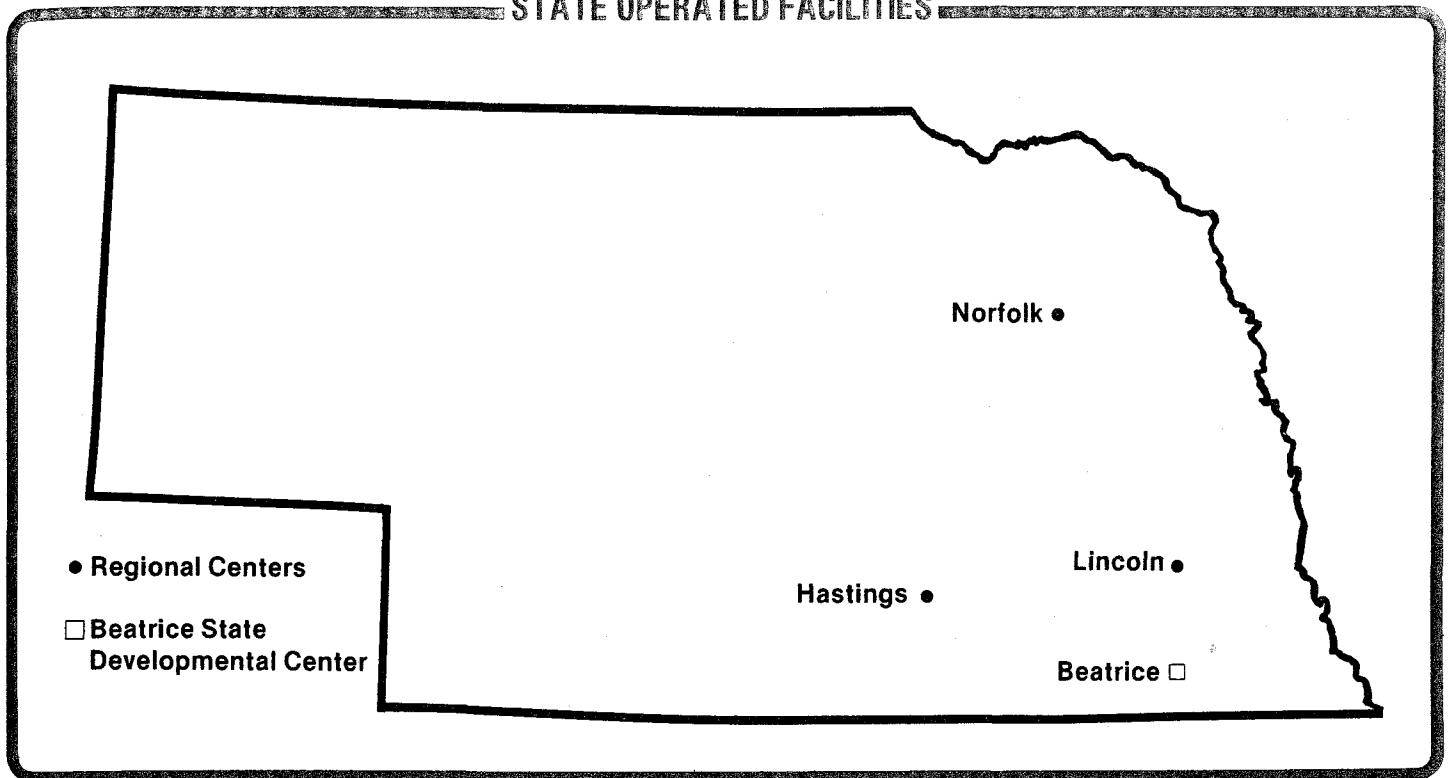 STATE OPERATED FACILITIES
Norfolk
Lincoln
Hastings
Beatrice
Regional Centers
Beatrice State
Developmental Center